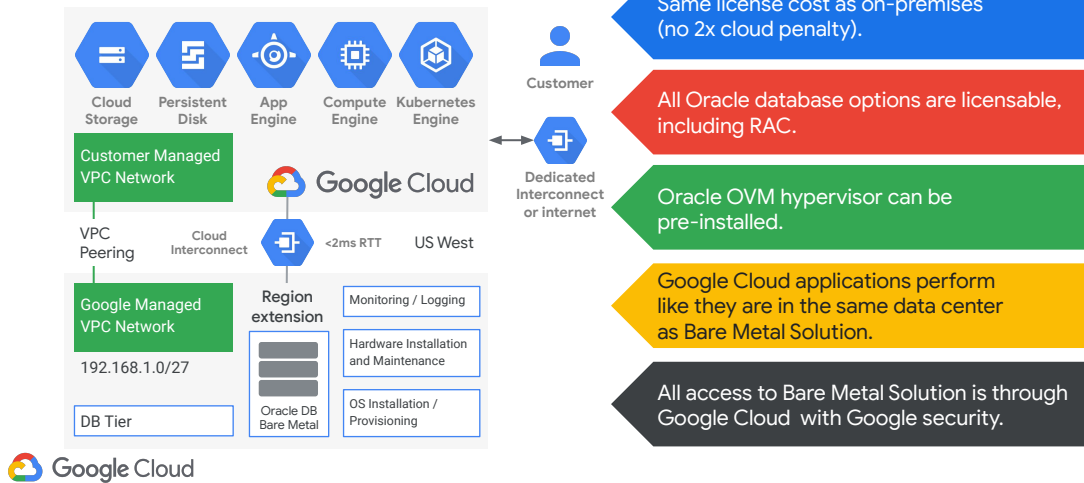 Cloud
Storage
Persistent
Disk
App
Engine
Compute
Engine
Kubernetes
Engine
Customer Managed
VPC Network
Google Cloud
Customer
Dedicated
Interconnect
or internet
VPC
Peering
Cloud
Interconnect
<2ms RTT
US West
Google Managed
VPC Network
192.168.1.0/27
DB Tier
Region
extension
Oracle DB
Bare Metal
Monitoring / Logging
Hardware Installation
and Maintenance
OS Installation /
Provisioning
Same license cost as on-premises
(no 2x cloud penalty).
All Oracle database options are licensable,
including RAC.
Oracle OVM hypervisor can be
pre-installed.
Google Cloud applications perform
like they are in the same data center
as Bare Metal Solution.
All access to Bare Metal Solution is through
Google Cloud with Google security.
Google Cloud